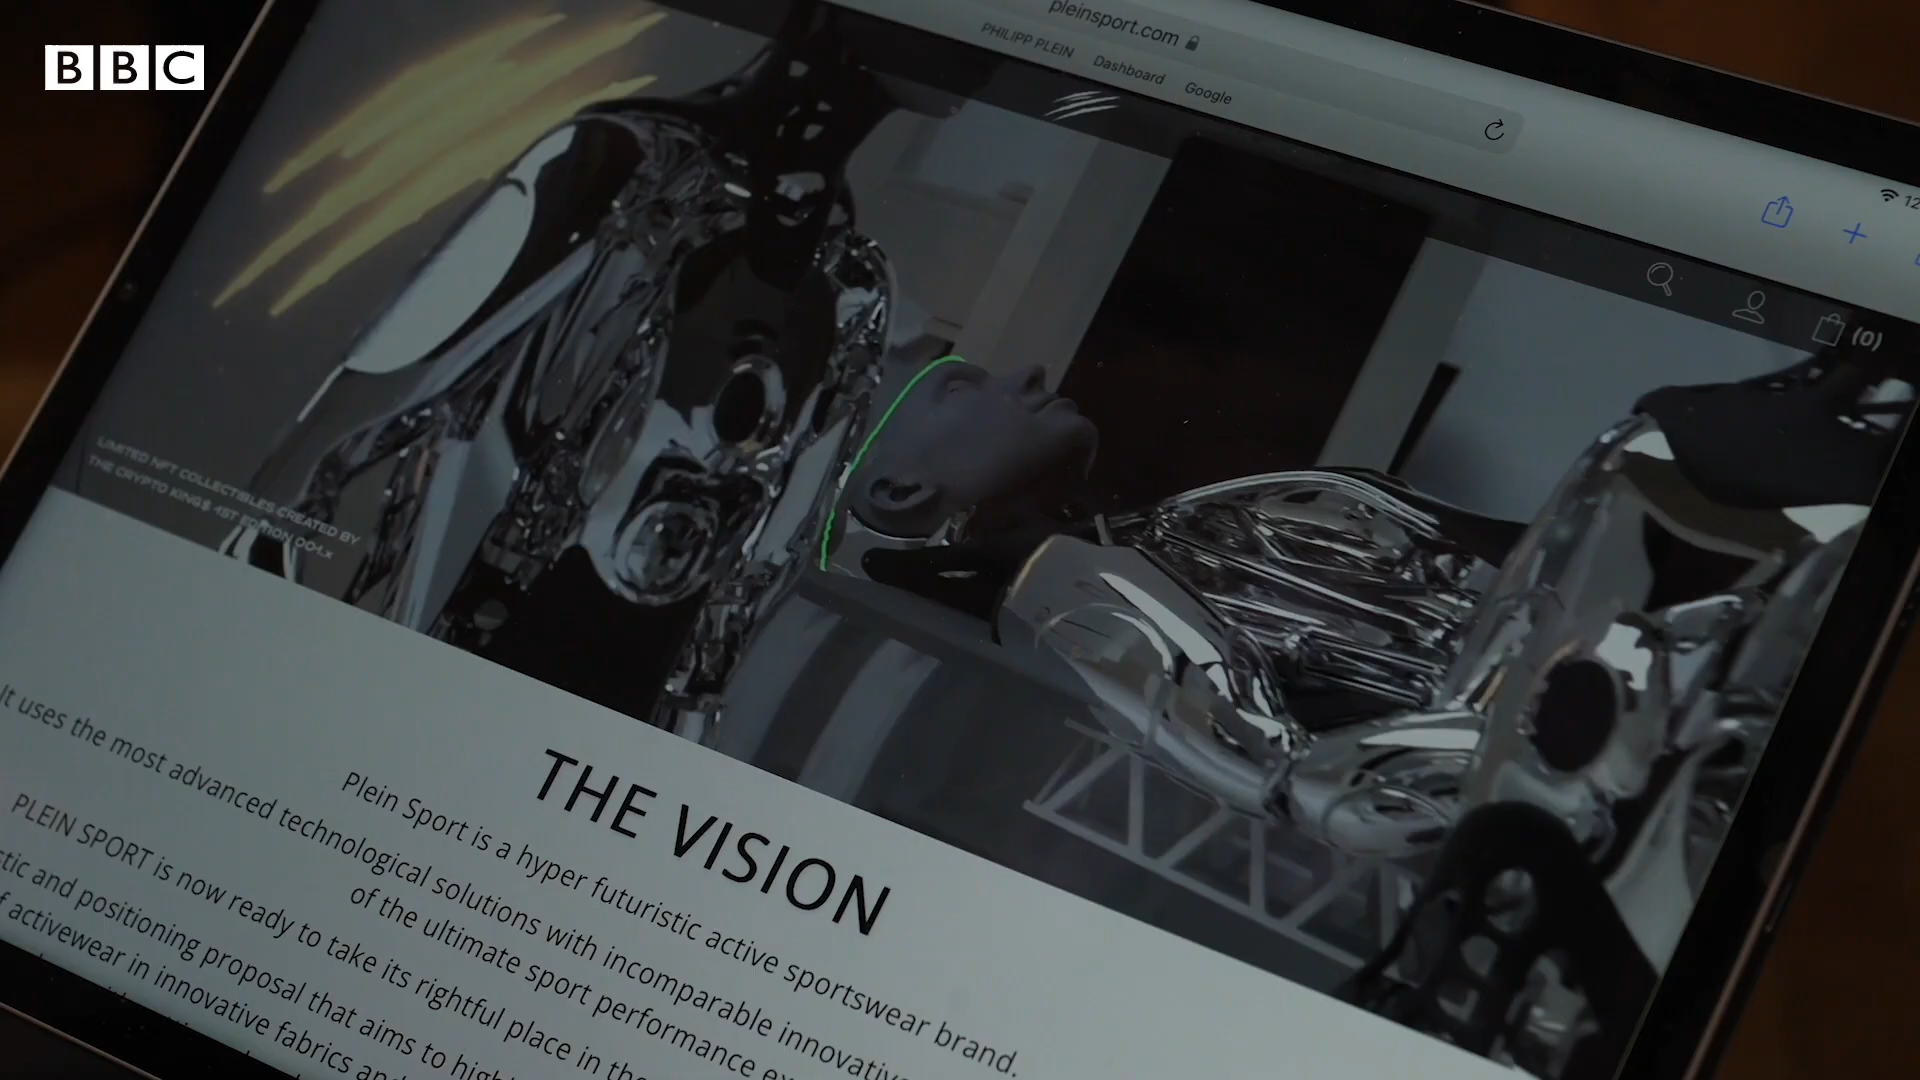 BBC
pleinsport.com
PHILIPP PLEIN Dashboard Google
12
(0)
LIMITED NFT COLLECTIBLES CREATED BY
THE CRYPTO KING$ 1ST EDITION 001.x
THE VISION
Plein Sport is a hyper futuristic active sportswear brand.
It uses the most advanced technological solutions with incomparable innovative
of the ultimate sport performance
PLEIN SPORT is now ready to take its rightful place in the
and positioning proposal that aims to
activewear in innovative fabrics and